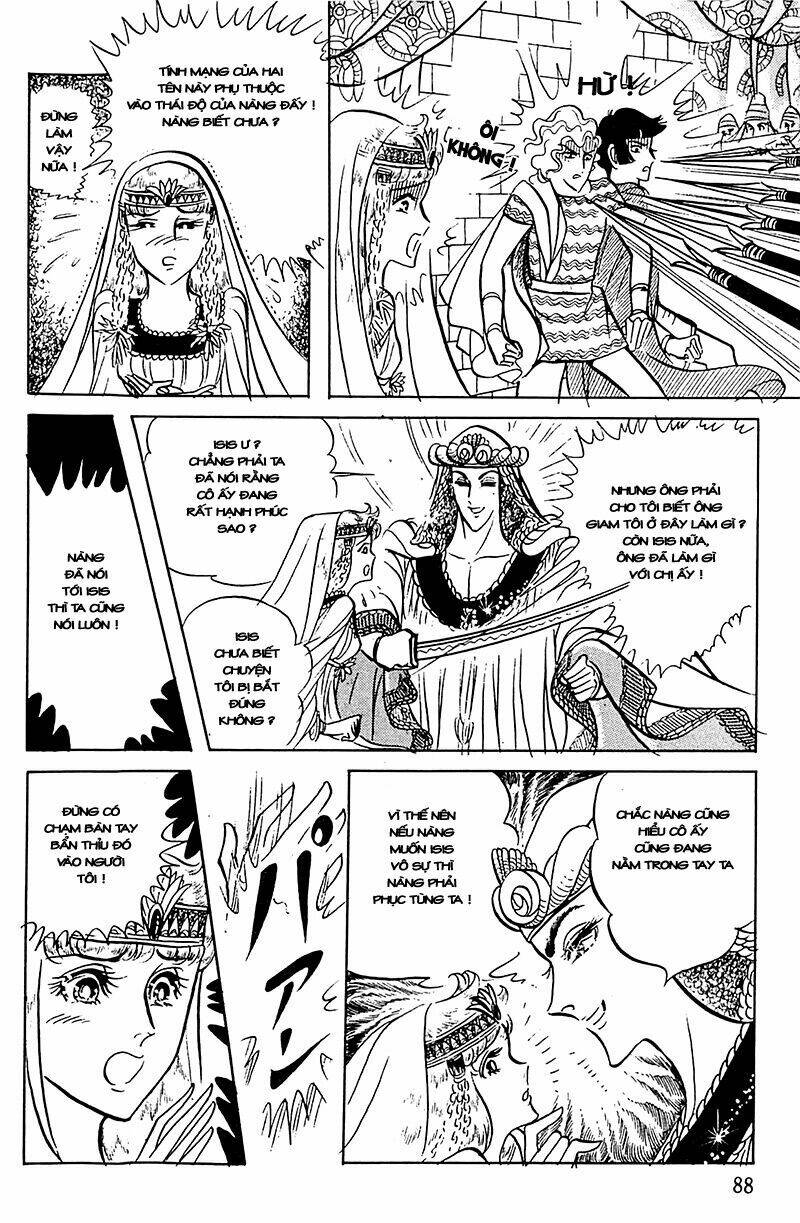 HỪ !
ÔI
KHÔNG !
TÍNH MẠNG CỦA HAI
TÊN NÀY PHỤ THUỘC
VÀO THÁI ĐỘ CỦA NÀNG ĐẤY !
NÀNG BIẾT CHƯA ?
ĐỪNG
LÀM
VẬY
NỮA !
NHƯNG ÔNG PHẢI
CHO TÔI BIẾT ÔNG
GIAM TÔI Ở ĐÂY LÀM GÌ ?
CÒN ISIS NỮA,
ÔNG ĐÃ LÀM GÌ
VỚI CHỊ ẤY !
ISIS Ư ?
CHẲNG PHẢI TA
ĐÃ NÓI RẰNG
CÔ ẤY ĐANG
RẤT HẠNH PHÚC
SAO ?
ISIS
CHƯA BIẾT
CHUYỆN
TÔI BỊ BẮT
ĐÚNG
KHÔNG ?
NÀNG
ĐÃ NÓI
TỚI ISIS
THÌ TA CŨNG
NÓI LUÔN !
CHẮC NÀNG CŨNG
HIỂU CÔ ẤY
CŨNG ĐANG
NẰM TRONG TAY TA
VÌ THẾ NÊN
NẾU NÀNG
MUỐN ISIS
VÔ SỰ THÌ
NÀNG PHẢI
PHỤC TÙNG TA !
パアン
ĐỪNG CÓ
CHẠM BÀN TAY
BẨN THỈU ĐÓ
VÀO NGƯỜI
TÔI !
88